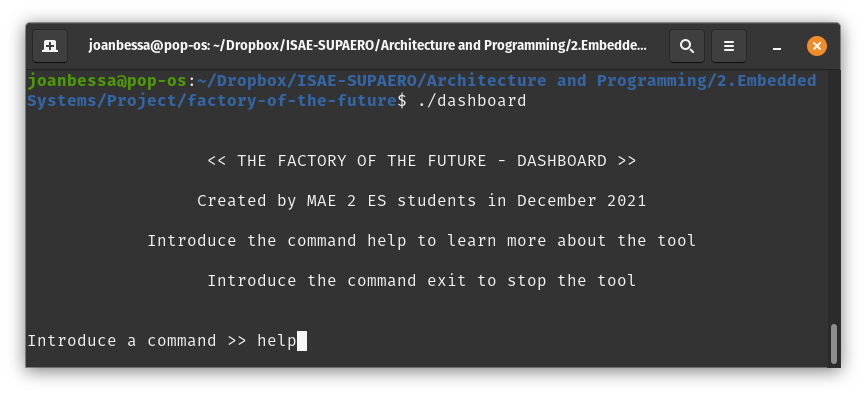 joanbessa@pop-os: ~/Dropbox/ISAE-SUPAERO/Architecture and Programming/2.Embedde...
joanbessa@pop-os:~/Dropbox/ISAE-SUPAERO/Architecture and Programming/2.Embedded
Systems/Project/factory-of-the-future$ ./dashboard
<< THE FACTORY OF THE FUTURE - DASHBOARD >>
Created by MAE 2 ES students in December 2021
Introduce the command help to learn more about the tool
Introduce the command exit to stop the tool
Introduce a command >> help